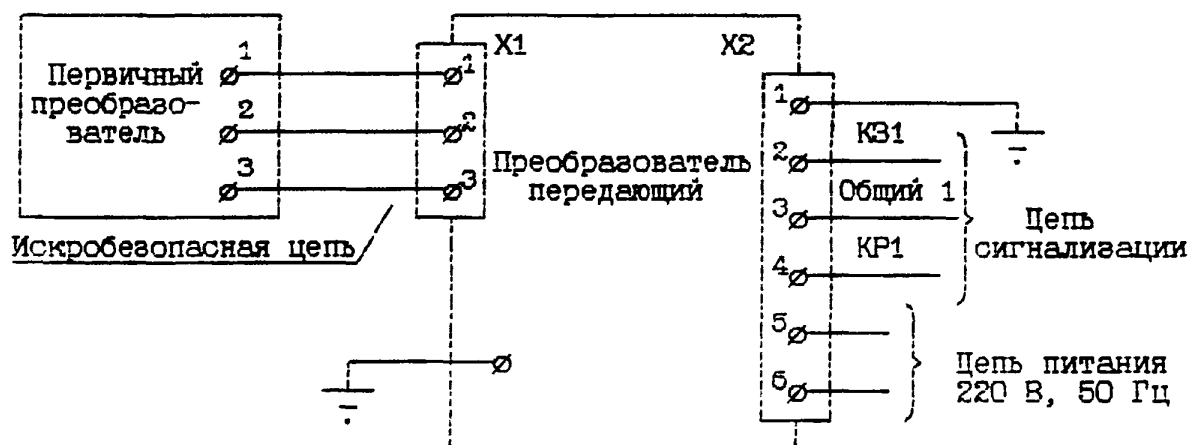 Первичный
преобразо-
ватель
1
2
3
Искробезопасная цепь
X1
1
2
3
Преобразователь
передающий
X2
1
2
3
4
5
6
КЗ1
Общий 1
КР1
Цепь
сигнализации
Цепь питания
220 В, 50 Гц